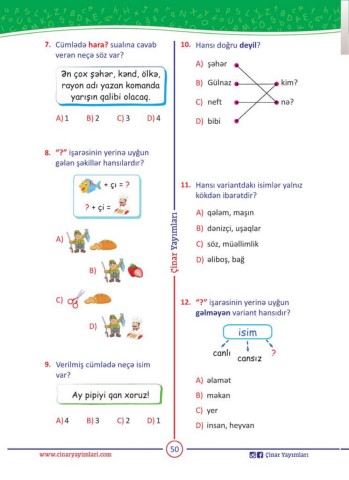 7. Cümlədə hara? sualına cavab
verən neçə söz var?
Ən çox şəhər, kənd, ölkə,
rayon adı yazan komanda
yarışın qalibi olacaq.
A) 1 B) 2 C) 3 D) 4
8. "?" işarəsinin yerinə uyğun
gələn şəkillər hansılardır?
+ çı = ?
? + çi =
A)
B)
C)
D)
9. Verilmiş cümlədə neçə isim
var?
Ay pipiyi qan xoruz!
A) 4 B) 3 C) 2 D) 1
Çinar Yayımları
10. Hansı doğru deyil?
A) şəhər
B) Gülnaz kim?
C) neft nə?
D) bibi
11. Hansı variantdakı isimlər yalnız
kökdən ibarətdir?
A) qələm, maşın
B) dənizçi, uşaqlar
C) söz, müəllimlik
D) əliboş, bağ
12. "?" işarəsinin yerinə uyğun
gəlməyən variant hansıdır?
isim
canlı cansız ?
A) əlamət
B) məkan
C) yer
D) insan, heyvan
www.cinaryayimlari.com 50 Çinar Yayımları